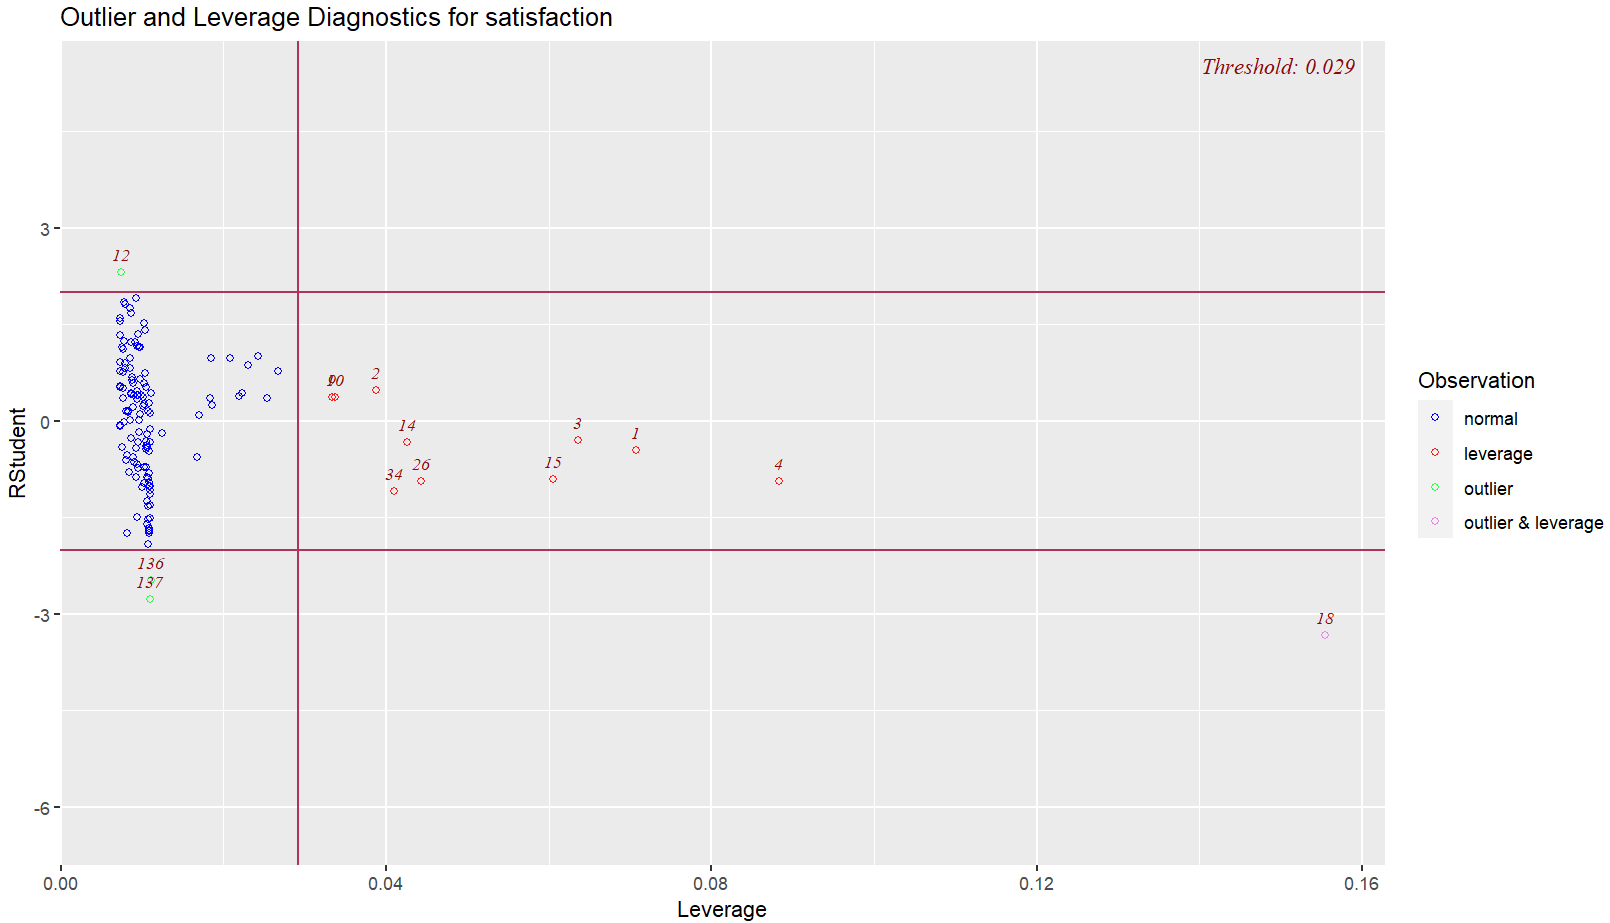 Outlier and Leverage Diagnostics for satisfaction
Threshold: 0.029
RStudent
3
0
-3
-6
12
2
14
3
1
34
26
15
4
136
137
18
0.00
0.04
0.08
0.12
0.16
Leverage
Observation
normal
leverage
outlier
outlier & leverage